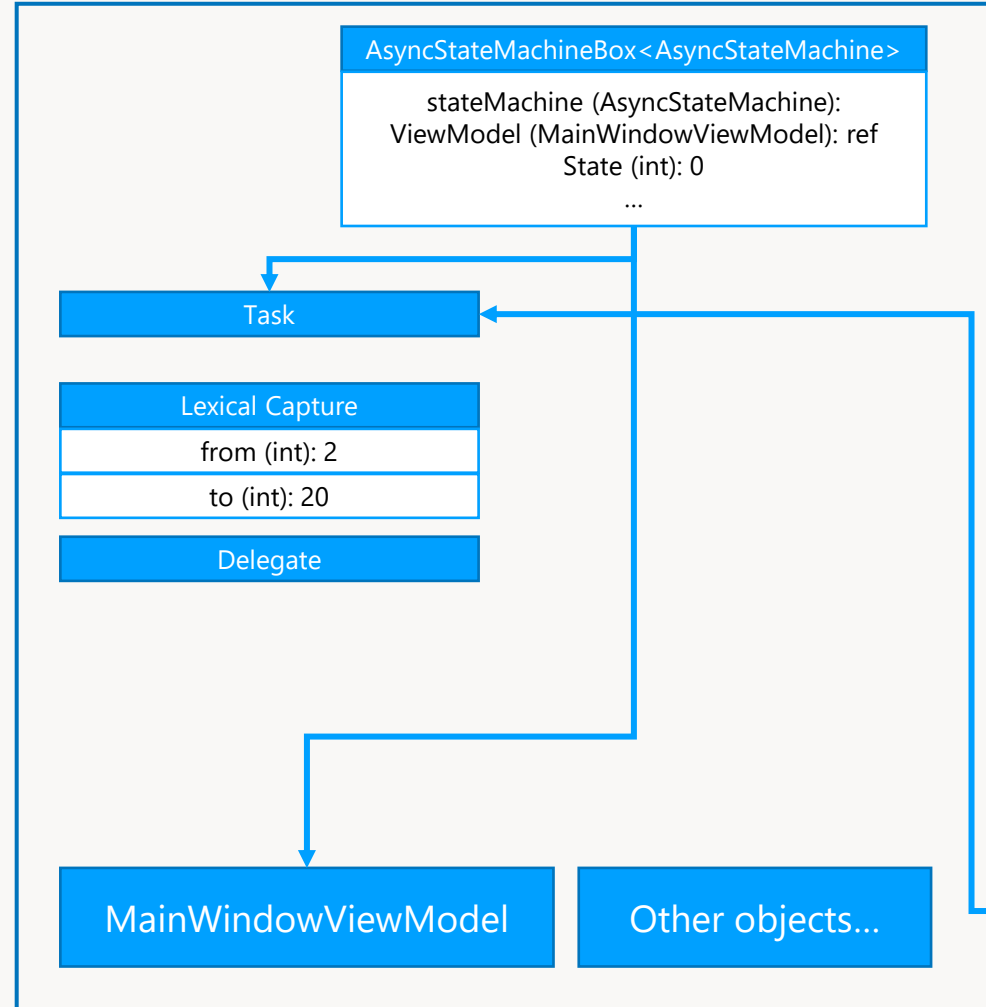 AsyncStateMachineBox<AsyncStateMachine>
stateMachine (AsyncStateMachine):
ViewModel (MainWindowViewModel): ref
State (int): 0
...
Task
Lexical Capture
from (int): 2
to (int): 20
Delegate
MainWindowViewModel
Other objects...